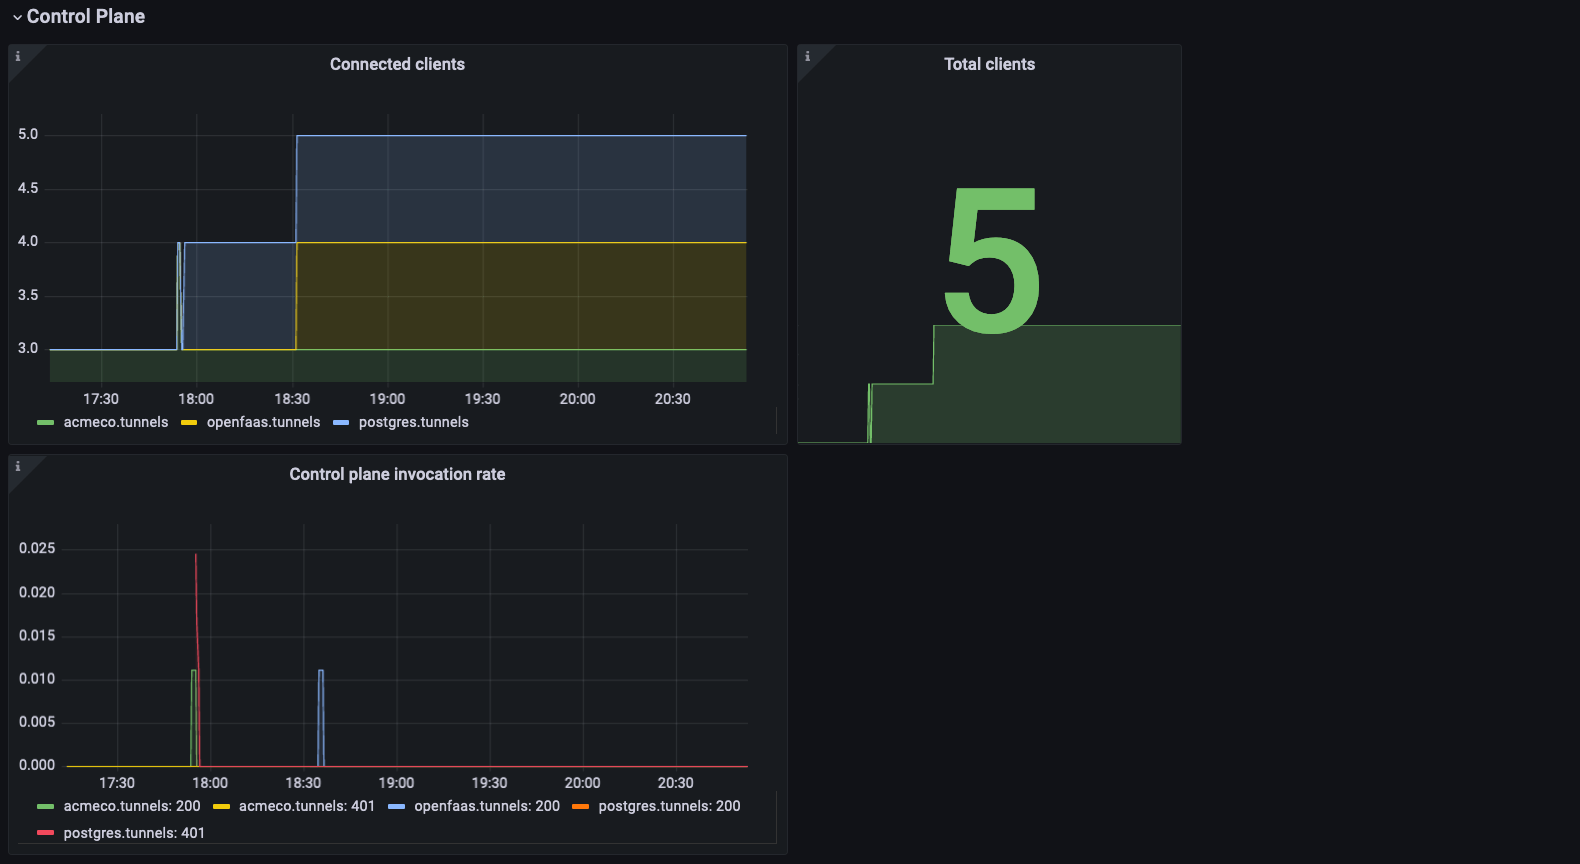 Control Plane
i
Connected clients
5.0
4.5
4.0
3.5
3.0
17:30 18:00 18:30 19:00 19:30 20:00 20:30
acmeco.tunnels openfaas.tunnels postgres.tunnels
i
Total clients
5
i
Control plane invocation rate
0.025
0.020
0.015
0.010
0.005
0.000
17:30 18:00 18:30 19:00 19:30 20:00 20:30
acmeco.tunnels: 200 acmeco.tunnels: 401 openfaas.tunnels: 200 postgres.tunnels: 200
postgres.tunnels: 401